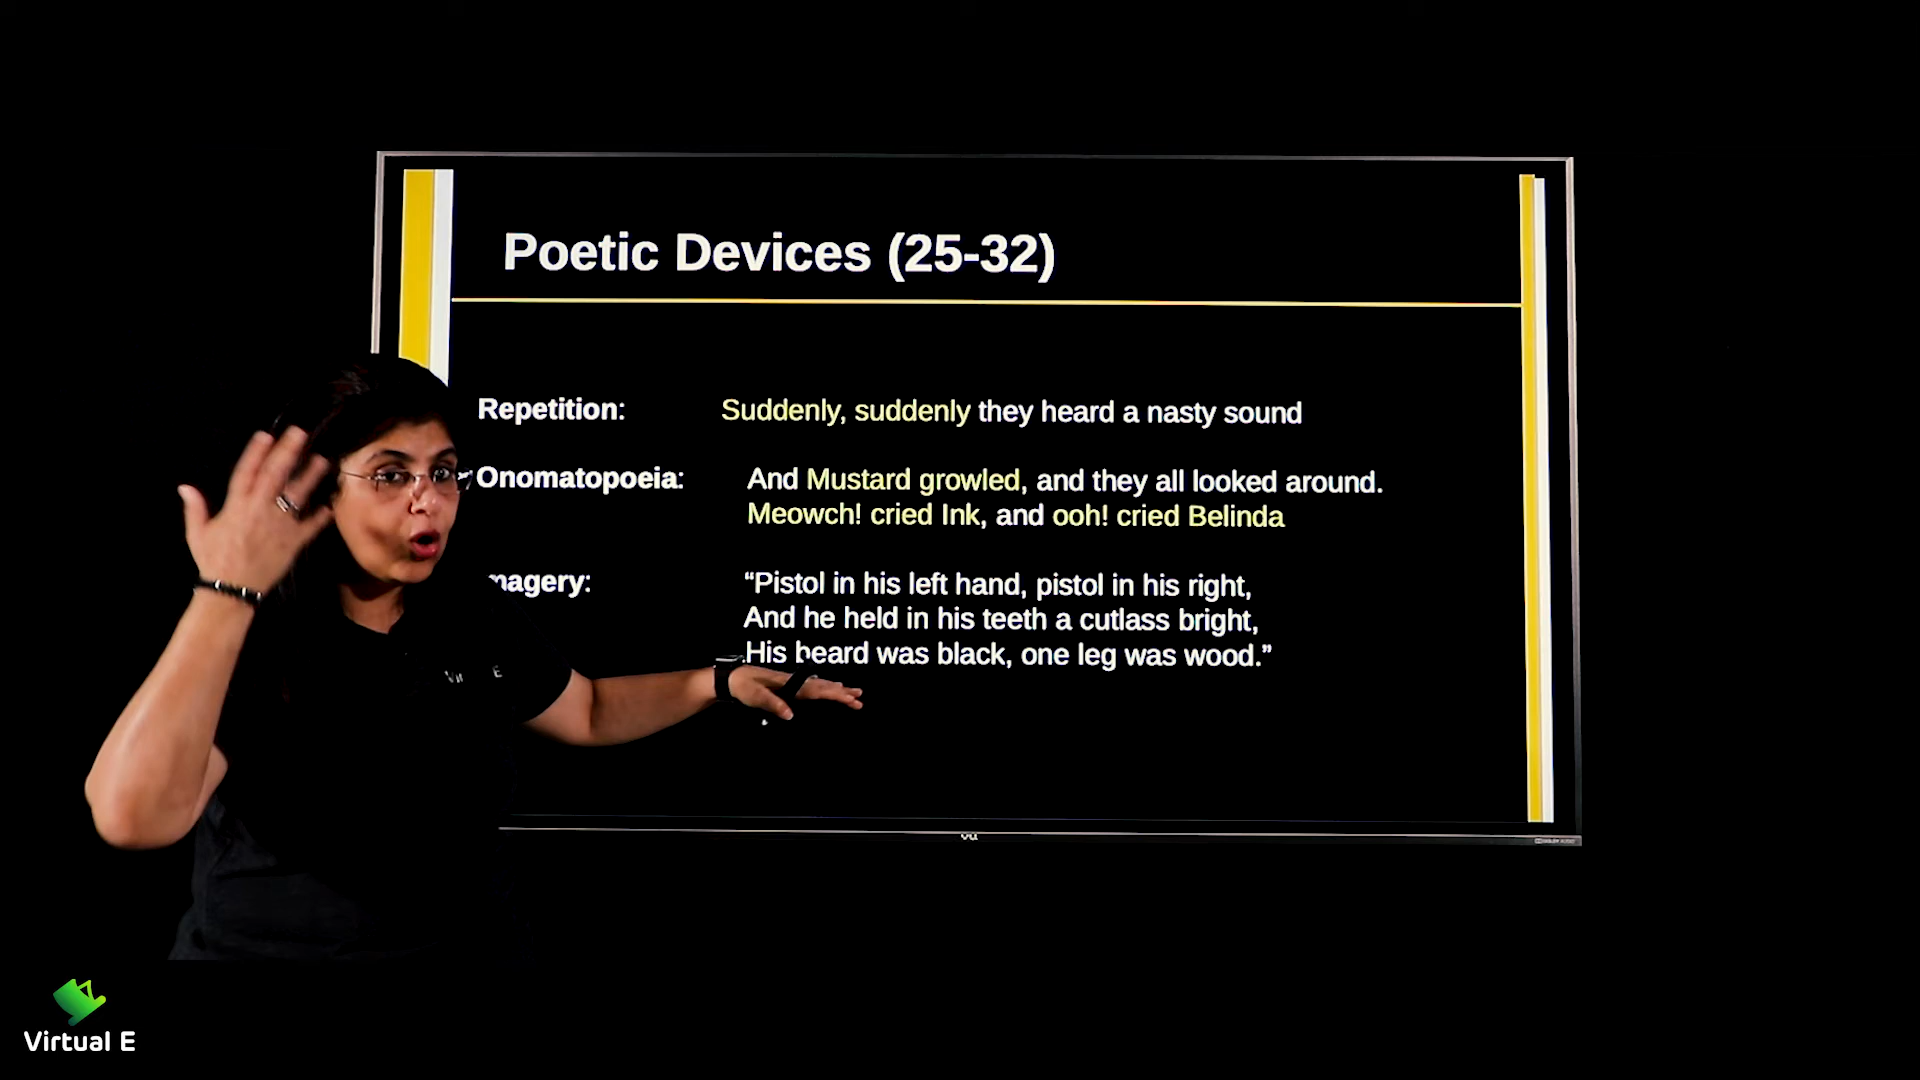 Poetic Devices (25-32)
Repetition: Suddenly, suddenly they heard a nasty sound
Onomatopoeia: And Mustard growled, and they all looked around.
Meowch! cried Ink, and ooh! cried Belinda
magery: “Pistol in his left hand, pistol in his right,
And he held in his teeth a cutlass bright,
His beard was black, one leg was wood.”
Virtual E